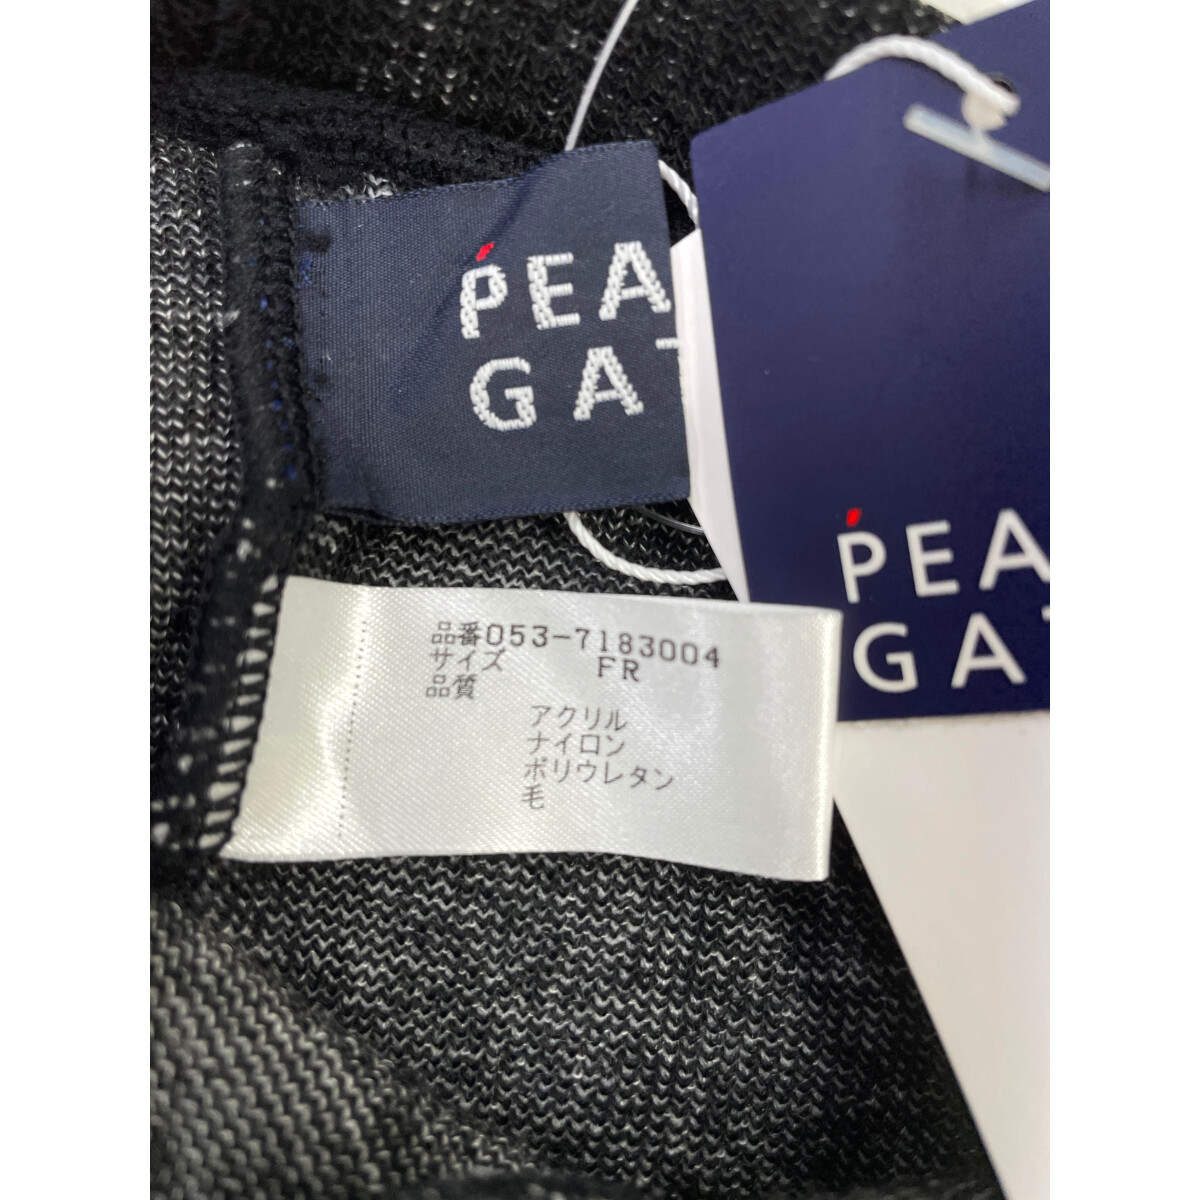 PEA
GAT
品番053-7183004
サイズ FR
品質
アクリル
ナイロン
ポリウレタン
毛
PEA
GAT